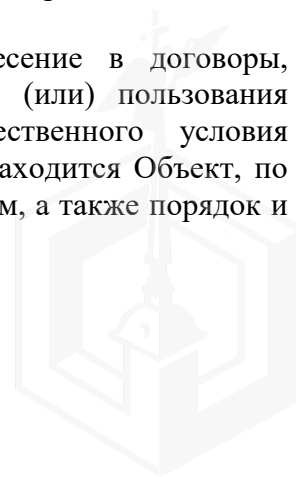 есение в договоры,
(или) пользования
ественного условия
аходится Объект, по
м, а также порядок и